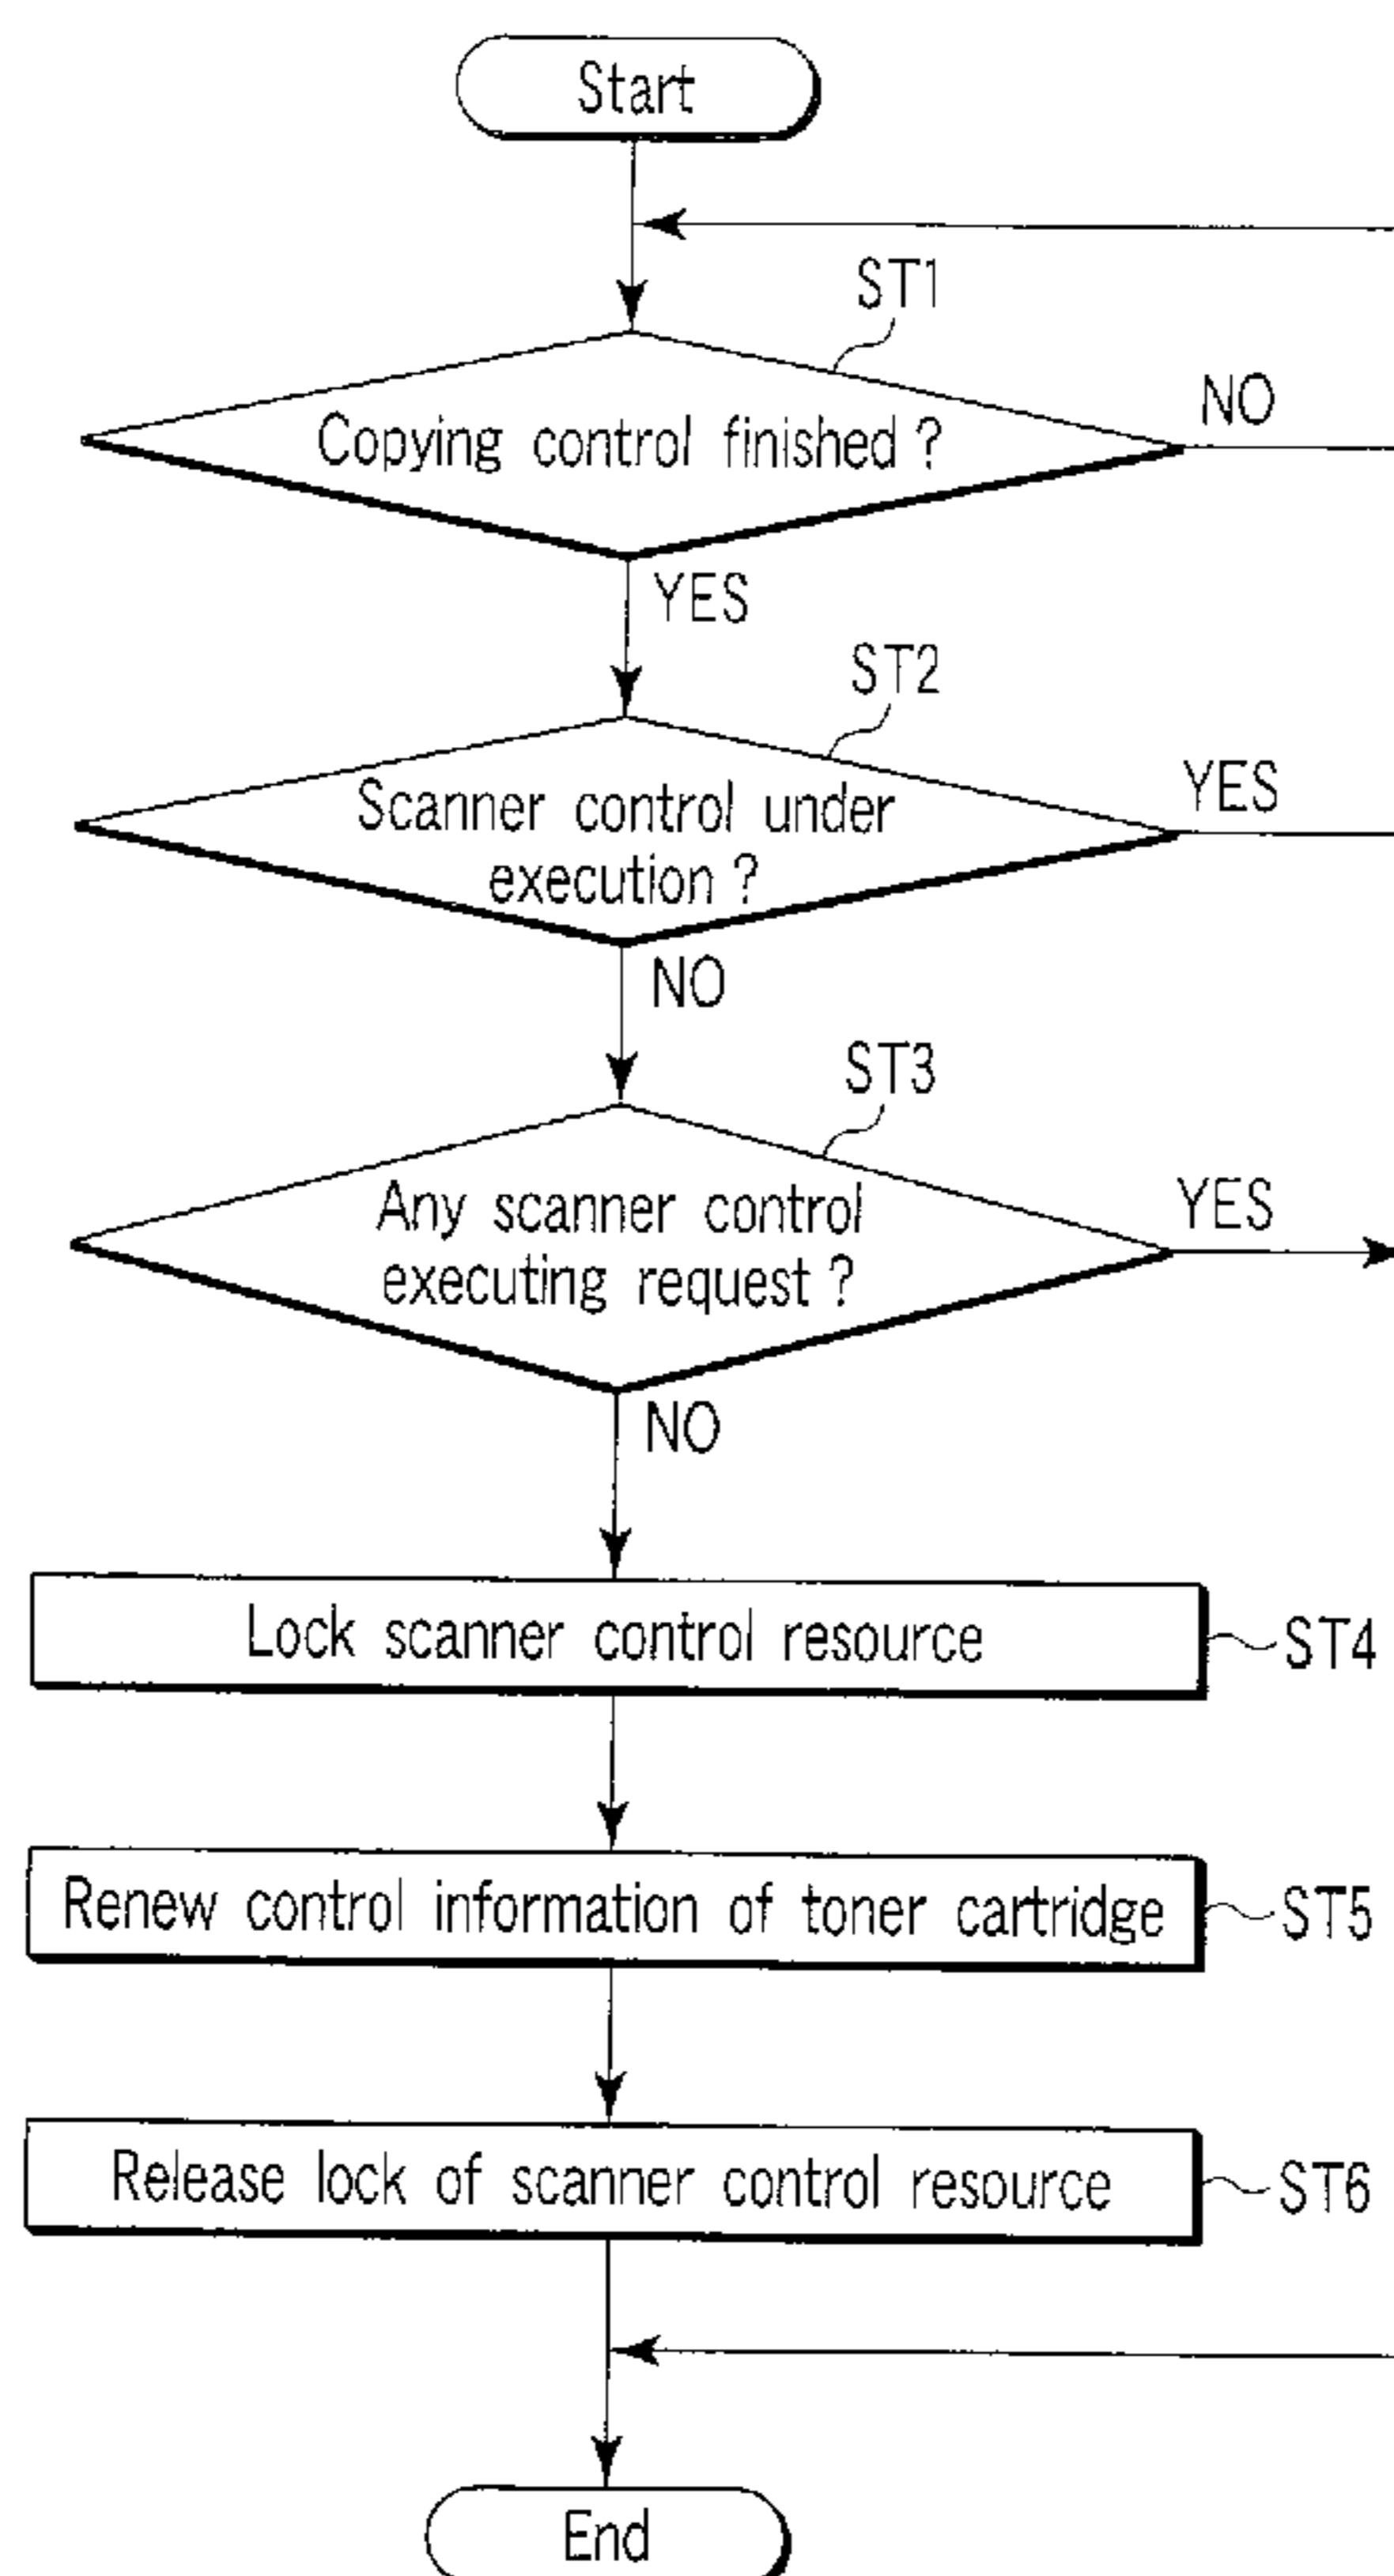 Start
ST1
Copying control finished ?
NO
YES
ST2
Scanner control under
execution ?
YES
NO
ST3
Any scanner control
executing request ?
YES
NO
Lock scanner control resource
ST4
Renew control information of toner cartridge
ST5
Release lock of scanner control resource
ST6
End